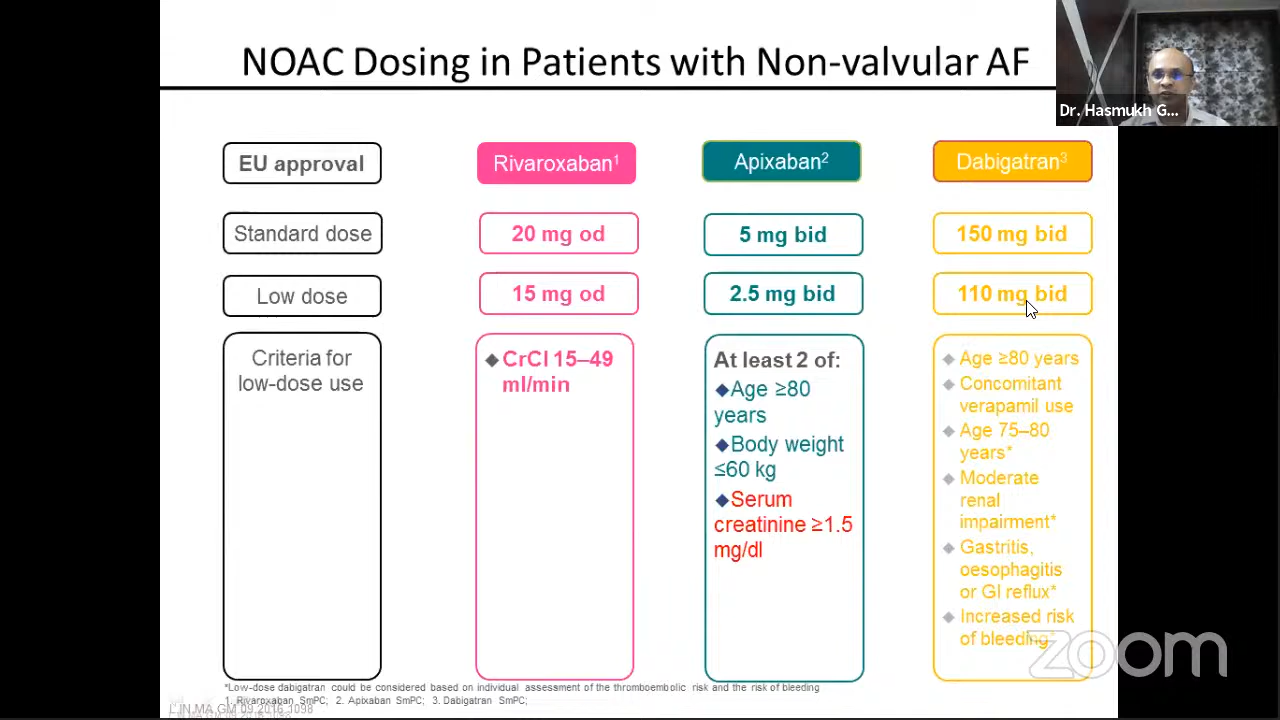 NOAC Dosing in Patients with Non-valvular AF
Dr. Hasmukh G...
EU approval
Rivaroxaban1
Apixaban2
Dabigatran3
Standard dose
20 mg od
5 mg bid
150 mg bid
Low dose
15 mg od
2.5 mg bid
110 mg bid
Criteria for
low-dose use
◆CrCl 15–49
ml/min
At least 2 of:
◆Age ≥80
years
◆Body weight
≤60 kg
◆Serum
creatinine ≥1.5
mg/dl
◆ Age ≥80 years
◆ Concomitant
verapamil use
◆ Age 75–80
years*
◆ Moderate
renal
impairment*
◆ Gastritis,
oesophagitis
or GI reflux*
◆ Increased risk
of bleeding*
zoom
*Low-dose dabigatran could be considered based on individual assessment of the thromboembolic risk and the risk of bleeding
1. Rivaroxaban SmPC; 2. Apixaban SmPC; 3. Dabigatran SmPC;
L.IN.MA.GM.09.2016.1098